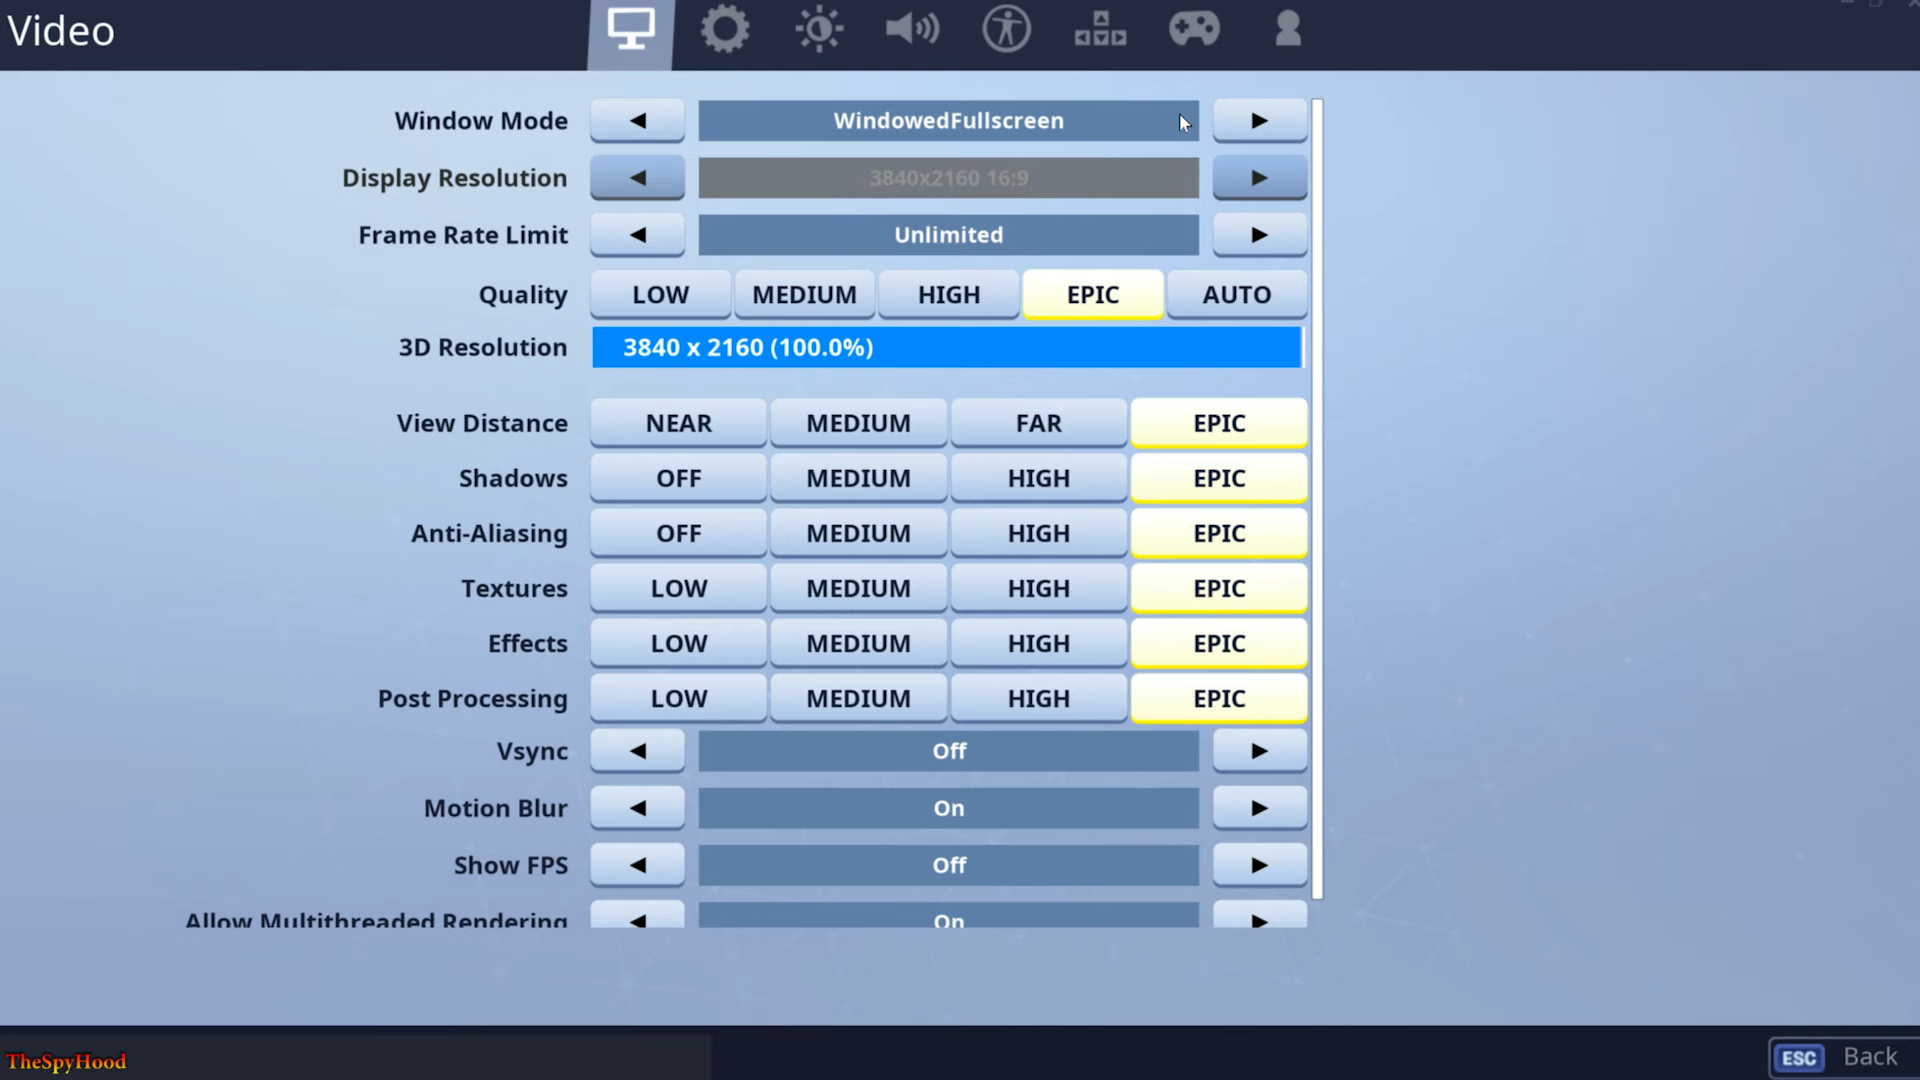 Video
Window Mode WindowedFullscreen
Display Resolution 3840x2160 16:9
Frame Rate Limit Unlimited
Quality LOW MEDIUM HIGH EPIC AUTO
3D Resolution 3840 x 2160 (100.0%)
View Distance NEAR MEDIUM FAR EPIC
Shadows OFF MEDIUM HIGH EPIC
Anti-Aliasing OFF MEDIUM HIGH EPIC
Textures LOW MEDIUM HIGH EPIC
Effects LOW MEDIUM HIGH EPIC
Post Processing LOW MEDIUM HIGH EPIC
Vsync Off
Motion Blur On
Show FPS Off
Allow Multithreaded Rendering On
TheSpyHood ESC Back